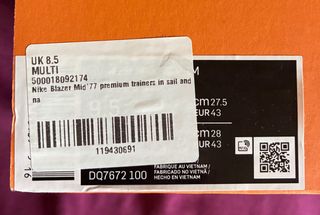 UK 8.5
MULTI
500018092174
Nike Blazer Mid'77 premium trainers in sail and
na
119430691
M
cm 27.5
EUR 43
cm 28
EUR 43
DQ7672 100
FABRIQUE AU VIETNAM /
FABRICADO NO VIETNÃ /
HECHO EN VIETNAM
16